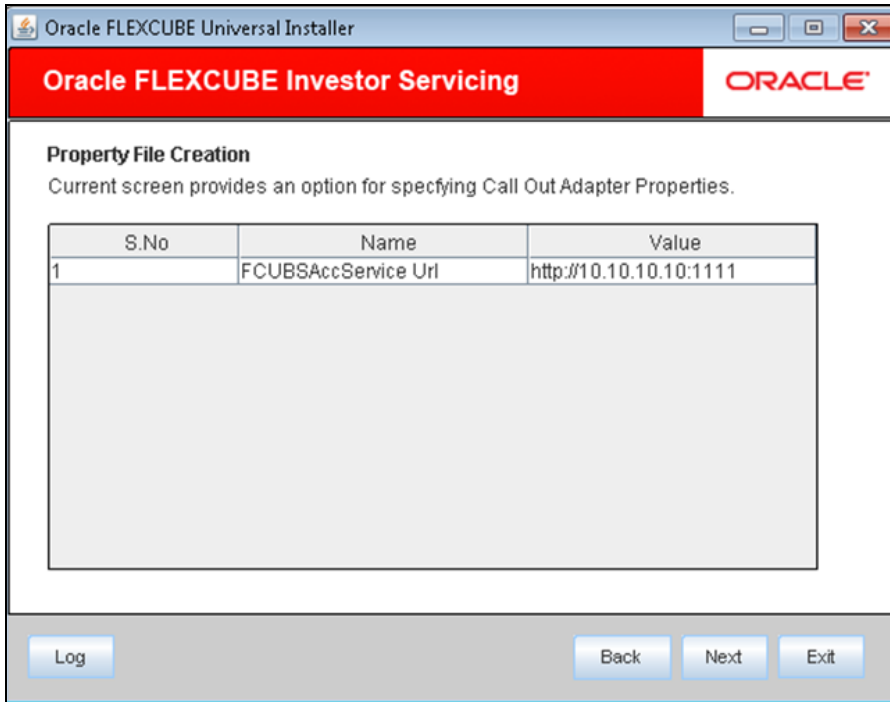 Oracle FLEXCUBE Universal Installer
Oracle FLEXCUBE Investor Servicing
ORACLE
Property File Creation
Current screen provides an option for specfying Call Out Adapter Properties.
S.No Name Value
1 FCUBSAccService Url http://10.10.10.10:1111
Log Back Next Exit